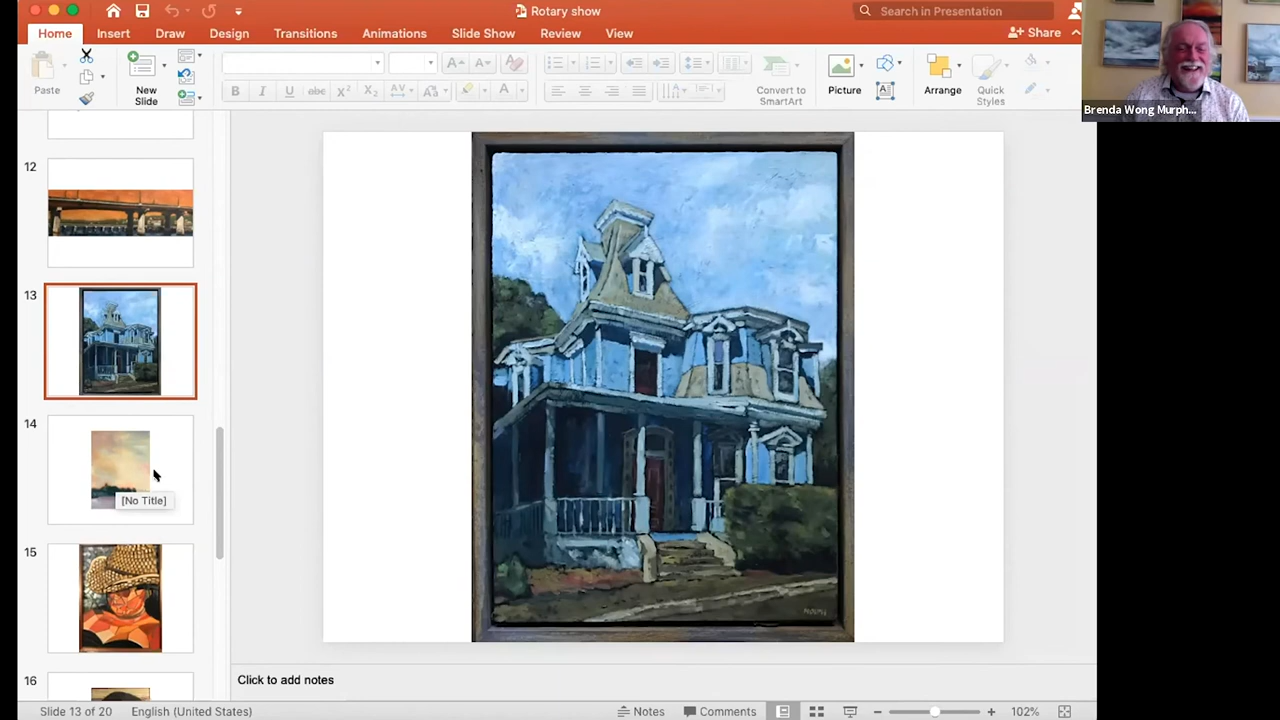 Rotary show
Search in Presentation
Home Insert Draw Design Transitions Animations Slide Show Review View
Share
Paste
New
Slide
Convert to
SmartArt
Picture
Arrange
Quick
Styles
Brenda Wong Murph...
12
13
14
[No Title]
15
16
Click to add notes
Slide 13 of 20
English (United States)
Notes
Comments
102%